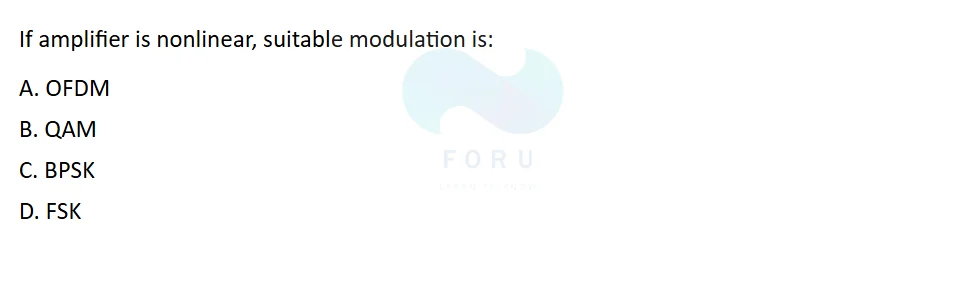 If amplifier is nonlinear, suitable modulation is:
A. OFDM
B. QAM
C. BPSK
D. FSK
FORU